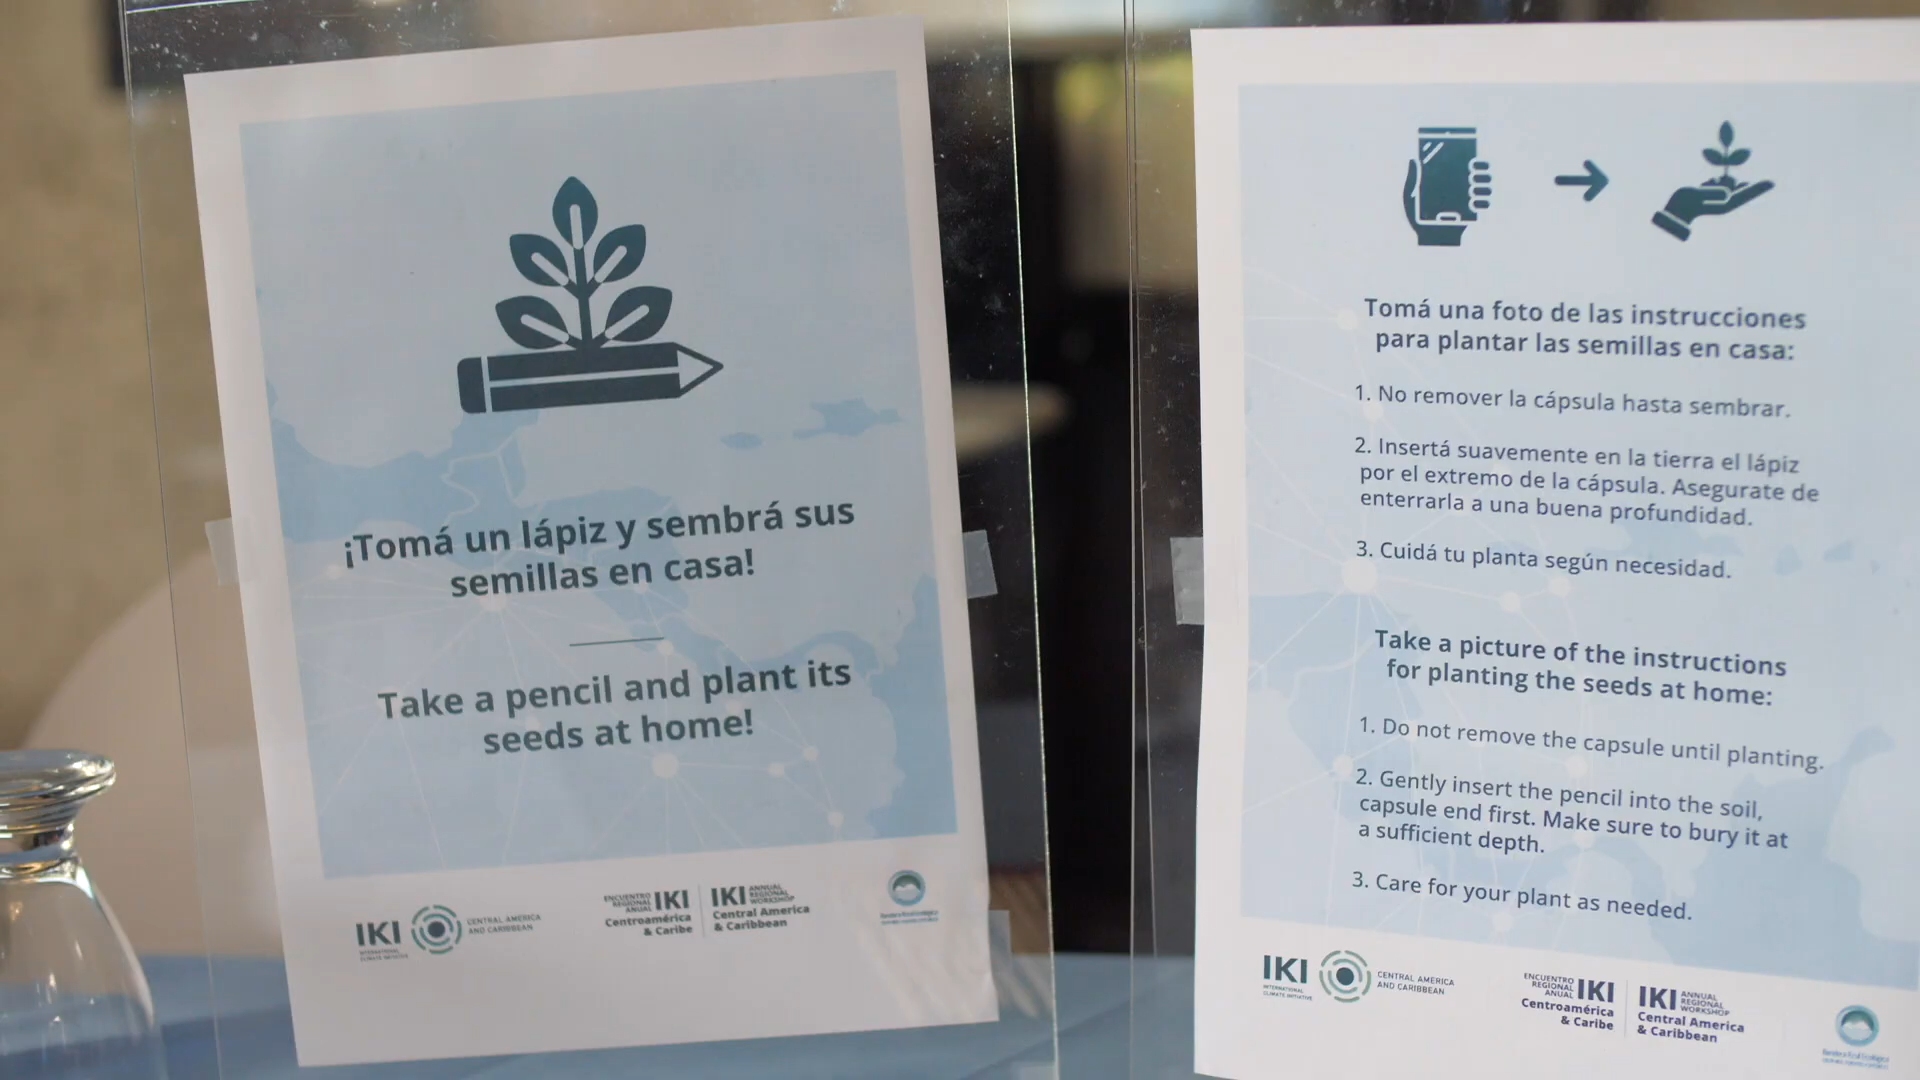 ¡Tomá un lápiz y sembrá sus
semillas en casa!
Take a pencil and plant its
seeds at home!
IKI
INTERNATIONAL
CLIMATE INITIATIVE
CENTRAL AMERICA
AND CARIBBEAN
ENCUENTRO
REGIONAL
ANUAL
IKI
Centroamérica
& Caribe
IKI
ANNUAL
REGIONAL
WORKSHOP
Central America
& Caribbean
Tomá una foto de las instrucciones
para plantar las semillas en casa:
1. No remover la cápsula hasta sembrar.
2. Insertá suavemente en la tierra el lápiz
por el extremo de la cápsula. Asegurate de
enterrarla a una buena profundidad.
3. Cuidá tu planta según necesidad.
Take a picture of the instructions
for planting the seeds at home:
1. Do not remove the capsule until planting.
2. Gently insert the pencil into the soil,
capsule end first. Make sure to bury it at
a sufficient depth.
3. Care for your plant as needed.
IKI
INTERNATIONAL
CLIMATE INITIATIVE
CENTRAL AMERICA
AND CARIBBEAN
ENCUENTRO
REGIONAL
ANUAL
IKI
Centroamérica
& Caribe
IKI
ANNUAL
REGIONAL
WORKSHOP
Central America
& Caribbean
Bandera Azul Ecológica